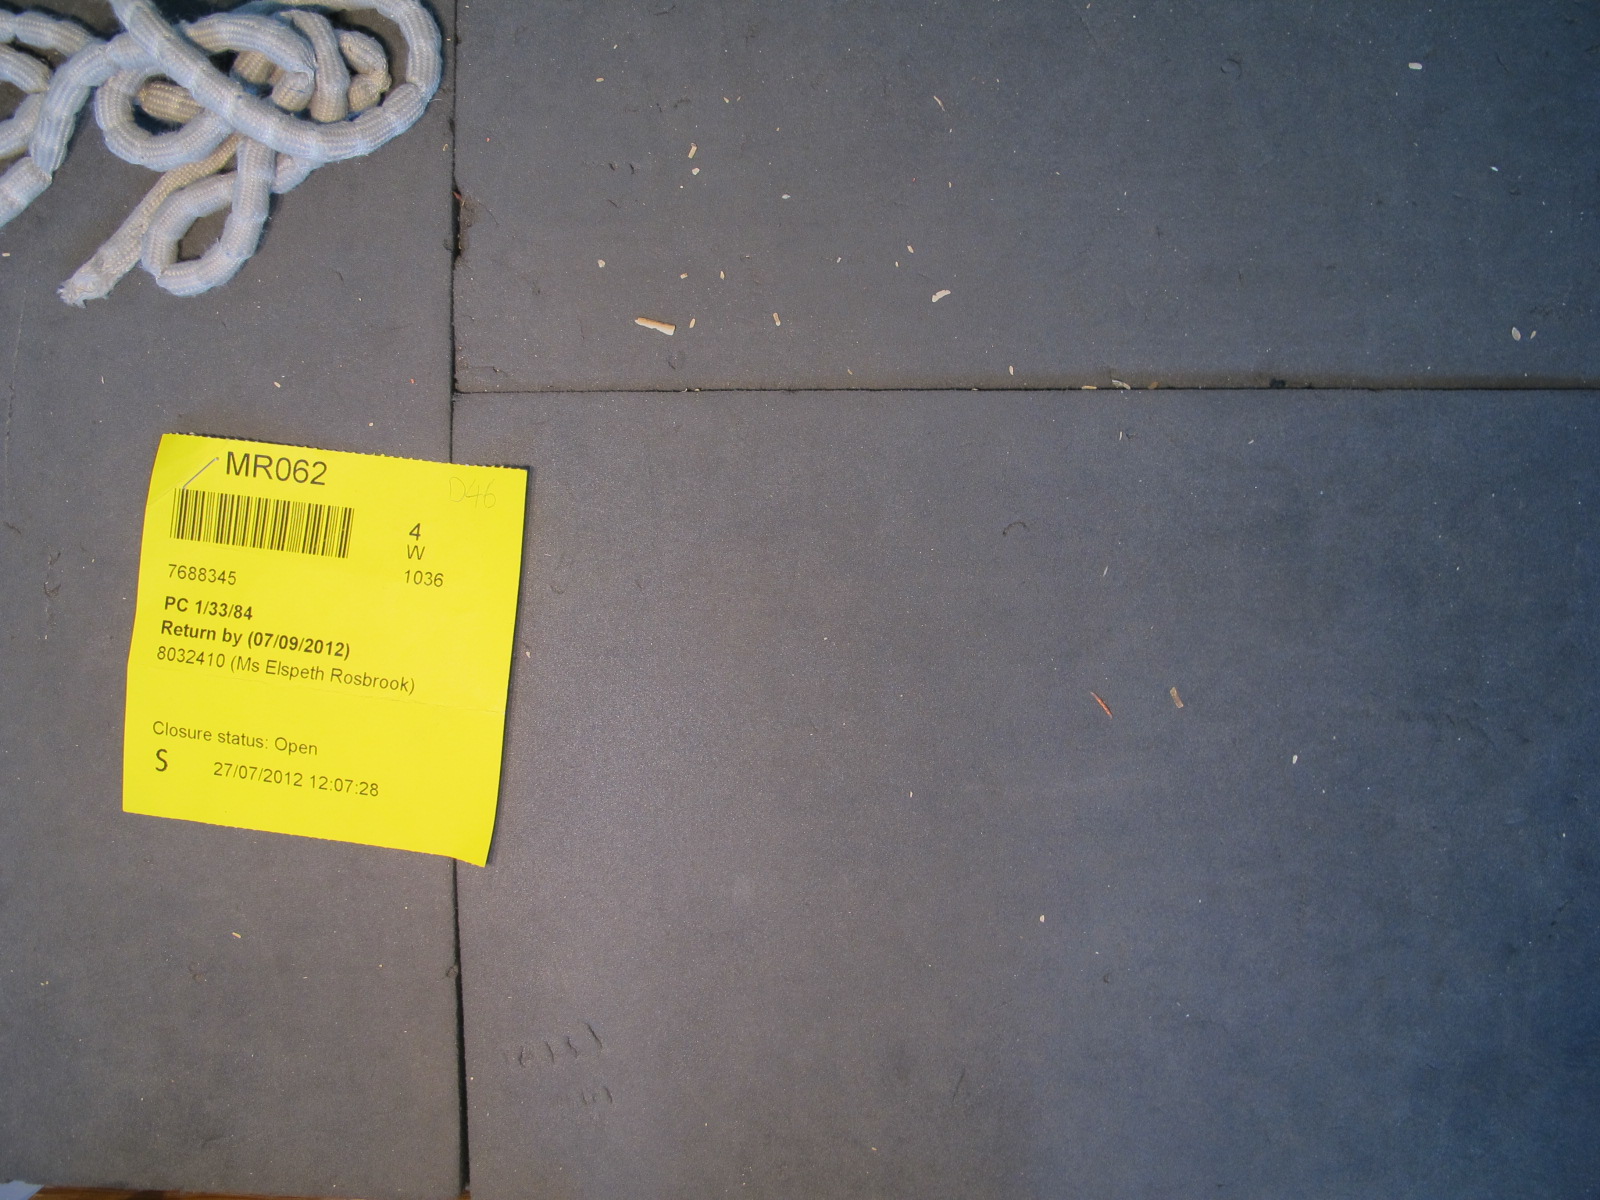 MR062
D46
4
W
7688345 1036
PC 1/33/84
Return by (07/09/2012)
8032410 (Ms Elspeth Rosbrook)
Closure status: Open
S 27/07/2012 12:07:28